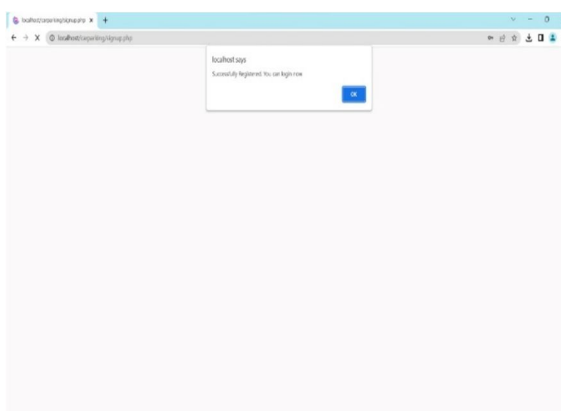 localhost/carparking/signup.php
localhost/carparking/signup.php
localhost says
Successfully Registered. You can login now
OK